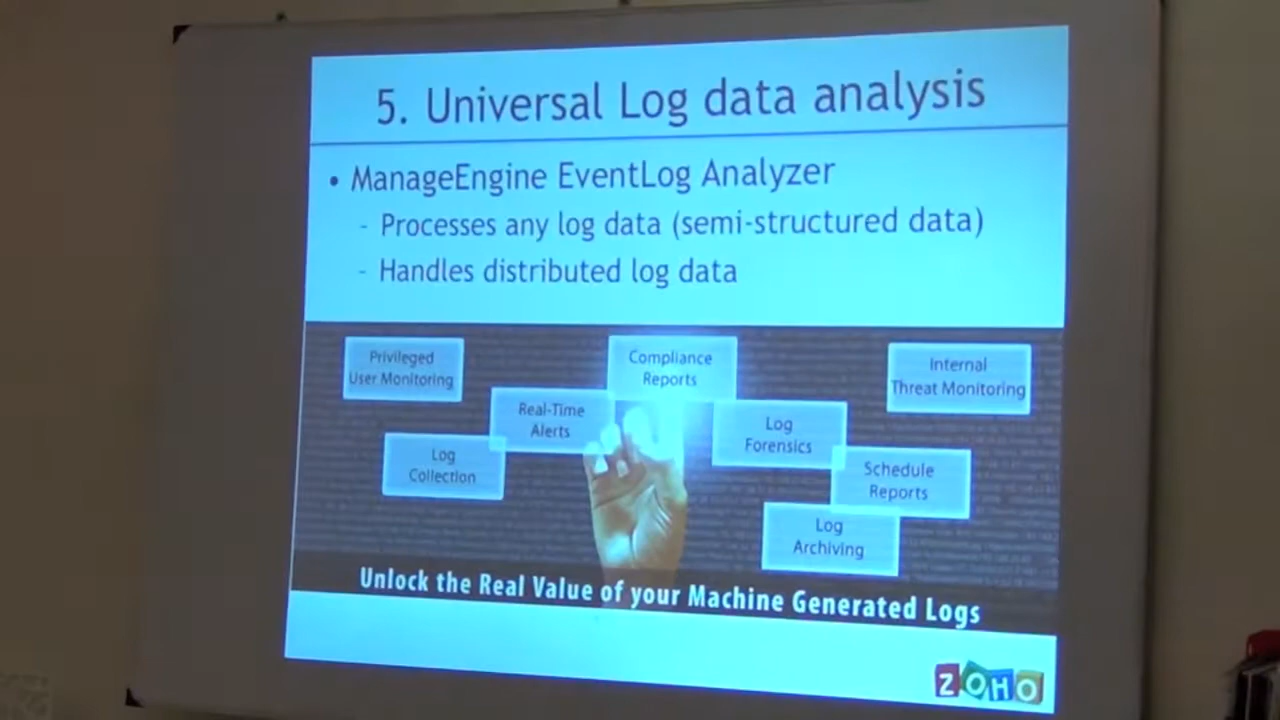 5. Universal Log data analysis
• ManageEngine EventLog Analyzer
- Processes any log data (semi-structured data)
- Handles distributed log data
Privileged
User Monitoring
Compliance
Reports
Internal
Threat Monitoring
Real-Time
Alerts
Log
Forensics
Log
Collection
Schedule
Reports
Log
Archiving
Unlock the Real Value of your Machine Generated Logs
ZOHO